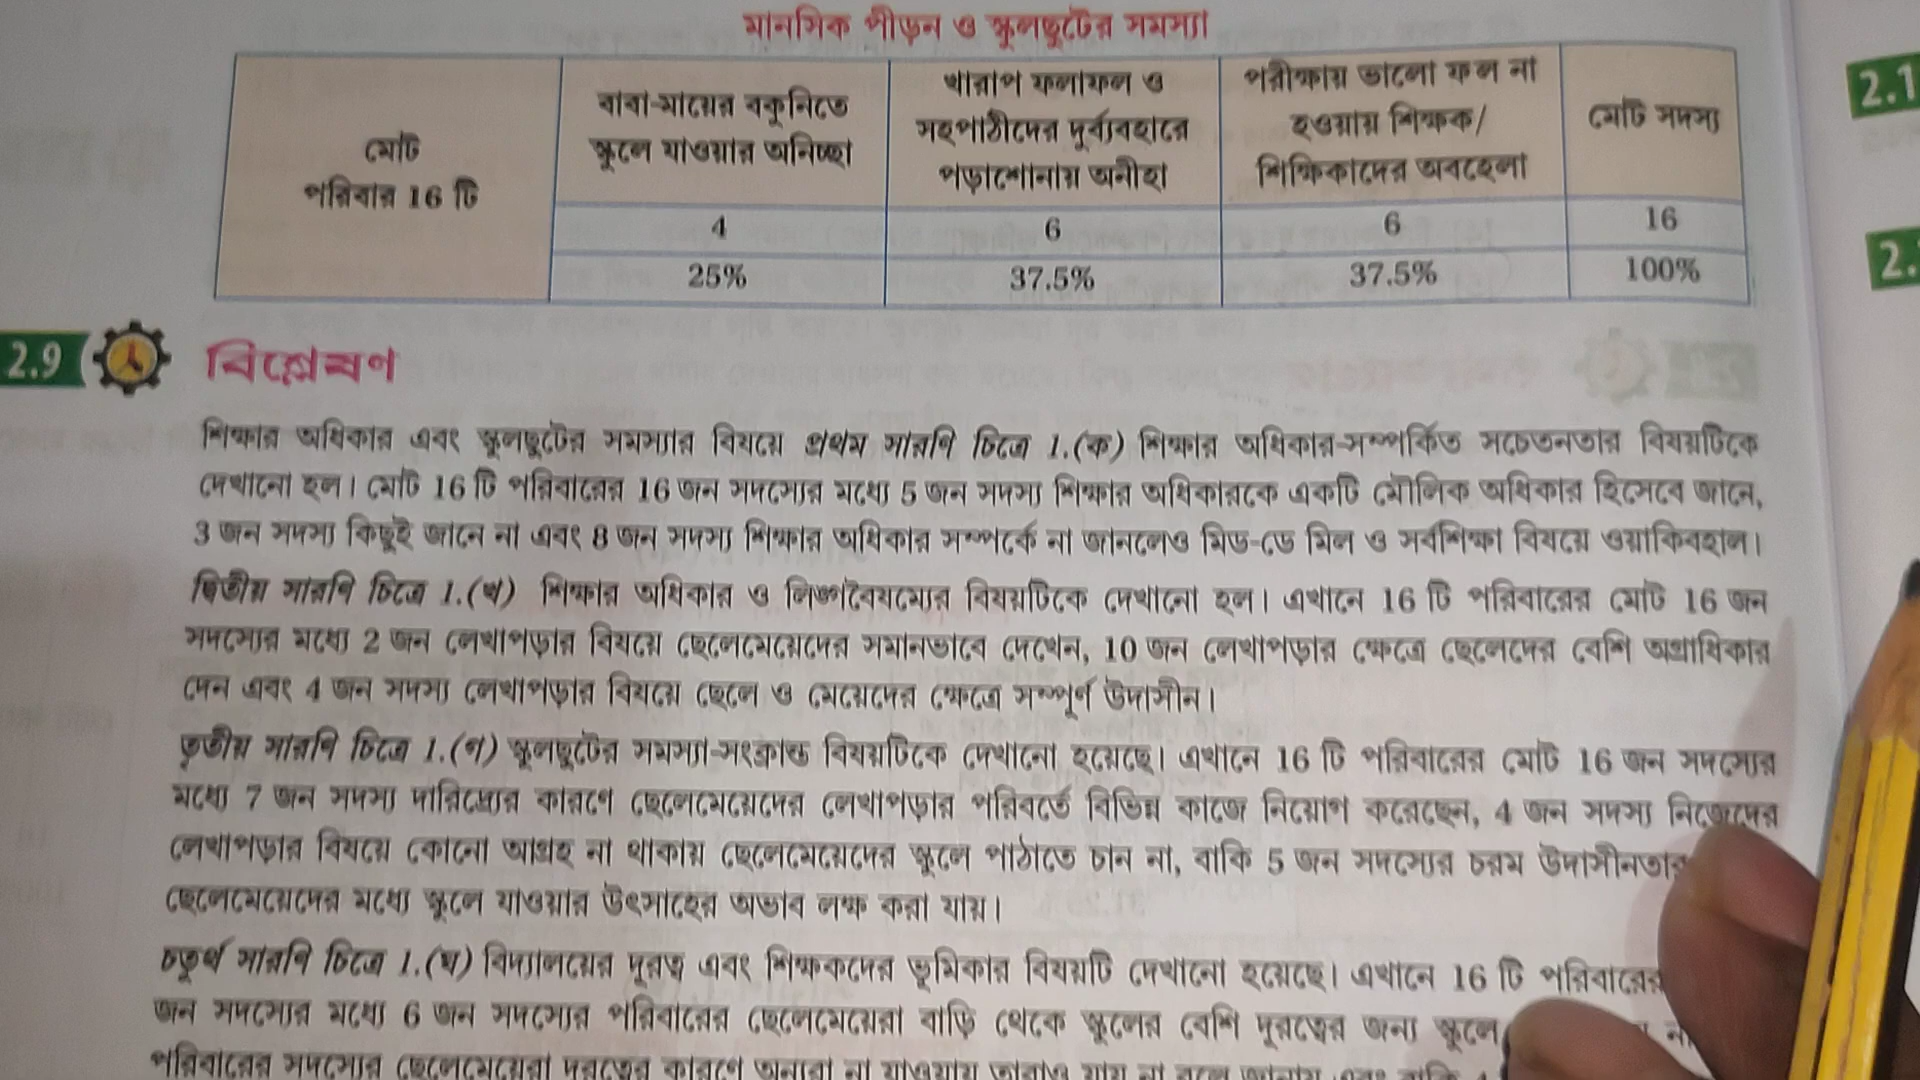 মানসিক পীড়ন ও স্কুলছুটের সমস্যা
মোট
পরিবার 16 টি
বাবা-মায়ের বকুনিতে
স্কুলে যাওয়ার অনিচ্ছা
খারাপ ফলাফল ও
সহপাঠীদের দুর্ব্যবহারে
পড়াশোনায় অনীহা
পরীক্ষায় ভালো ফল না
হওয়ায় শিক্ষক/
শিক্ষিকাদের অবহেলা
মোট সদস্য
4 6 6 16
25% 37.5% 37.5% 100%
2.1
2.
2.9 বিশ্লেষণ
শিক্ষার অধিকার এবং স্কুলছুটের সমস্যার বিষয়ে প্রথম সারণি চিত্রে 1.(ক) শিক্ষার অধিকার-সম্পর্কিত সচেতনতার বিষয়টিকে
দেখানো হল। মোট 16 টি পরিবারের 16 জন সদস্যের মধ্যে 5 জন সদস্য শিক্ষার অধিকারকে একটি মৌলিক অধিকার হিসেবে জানে,
3 জন সদস্য কিছুই জানে না এবং 8 জন সদস্য শিক্ষার অধিকার সম্পর্কে না জানলেও মিড-ডে মিল ও সর্বশিক্ষা বিষয়ে ওয়াকিবহাল।
দ্বিতীয় সারণি চিত্রে 1.(খ) শিক্ষার অধিকার ও লিঙ্গবৈষম্যের বিষয়টিকে দেখানো হল। এখানে 16 টি পরিবারের মোট 16 জন
সদস্যের মধ্যে 2 জন লেখাপড়ার বিষয়ে ছেলেমেয়েদের সমানভাবে দেখেন, 10 জন লেখাপড়ার ক্ষেত্রে ছেলেদের বেশি অগ্রাধিকার
দেন এবং 4 জন সদস্য লেখাপড়ার বিষয়ে ছেলে ও মেয়েদের ক্ষেত্রে সম্পূর্ণ উদাসীন।
তৃতীয় সারণি চিত্রে 1.(গ) স্কুলছুটের সমস্যা-সংক্রান্ত বিষয়টিকে দেখানো হয়েছে। এখানে 16 টি পরিবারের মোট 16 জন সদস্যের
মধ্যে 7 জন সদস্য দারিদ্র্যের কারণে ছেলেমেয়েদের লেখাপড়ার পরিবর্তে বিভিন্ন কাজে নিয়োগ করেছেন, 4 জন সদস্য নিজেদের
লেখাপড়ার বিষয়ে কোনো আগ্রহ না থাকায় ছেলেমেয়েদের স্কুলে পাঠাতে চান না, বাকি 5 জন সদস্যের চরম উদাসীনতার
ছেলেমেয়েদের মধ্যে স্কুলে যাওয়ার উৎসাহের অভাব লক্ষ করা যায়।
চতুর্থ সারণি চিত্রে 1.(ঘ) বিদ্যালয়ের দূরত্ব এবং শিক্ষকদের ভূমিকার বিষয়টি দেখানো হয়েছে। এখানে 16 টি পরিবারের
জন সদস্যের মধ্যে 6 জন সদস্যের পরিবারের ছেলেমেয়েরা বাড়ি থেকে স্কুলের বেশি দূরত্বের জন্য স্কুলে
পরিবারের সদস্যের ছেলেমেয়েরা দূরত্বের কারণে অন্যরা না যাওয়ায় তারাও যায় না বলে জানায় এবং বাকি